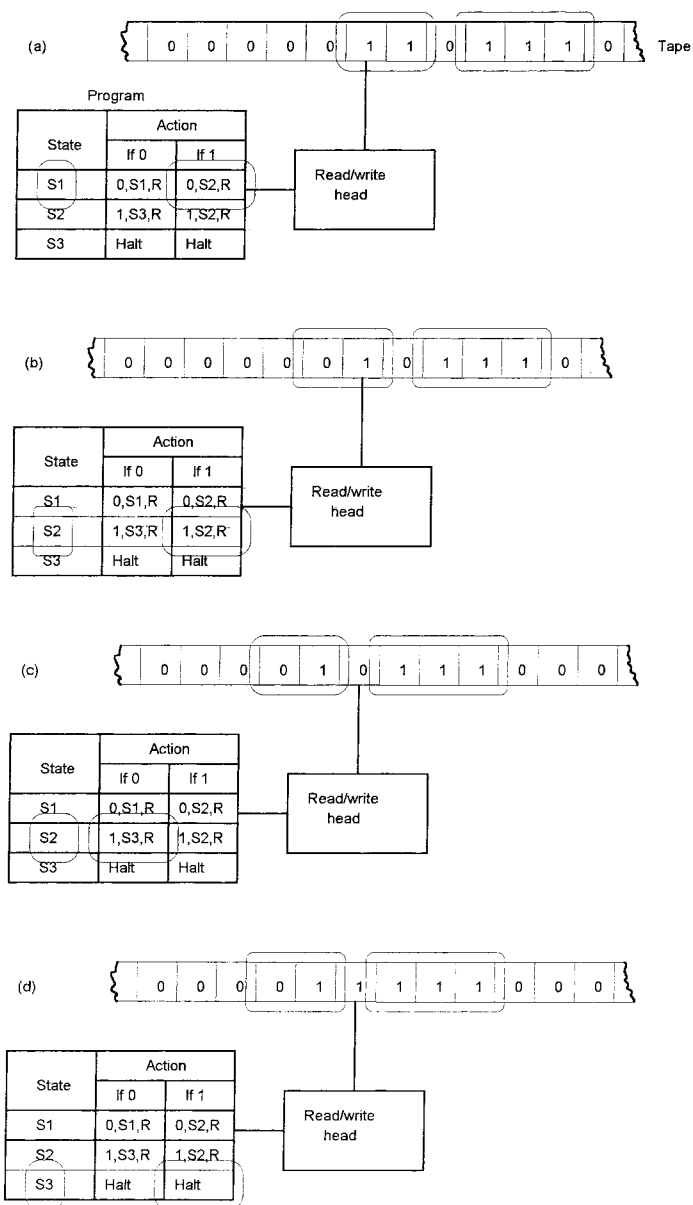 (a) 0 0 0 0 0 1 1 0 1 1 1 0 Tape
Program
State Action
If 0 If 1
S1 0,S1,R 0,S2,R
S2 1,S3,R 1,S2,R
S3 Halt Halt
Read/write
head
(b) 0 0 0 0 0 0 1 0 1 1 1 0
State Action
If 0 If 1
S1 0,S1,R 0,S2,R
S2 1,S3,R 1,S2,R
S3 Halt Halt
Read/write
head
(c) 0 0 0 0 1 0 1 1 1 0 0 0
State Action
If 0 If 1
S1 0,S1,R 0,S2,R
S2 1,S3,R 1,S2,R
S3 Halt Halt
Read/write
head
(d) 0 0 0 0 1 1 1 1 1 0 0 0
State Action
If 0 If 1
S1 0,S1,R 0,S2,R
S2 1,S3,R 1,S2,R
S3 Halt Halt
Read/write
head